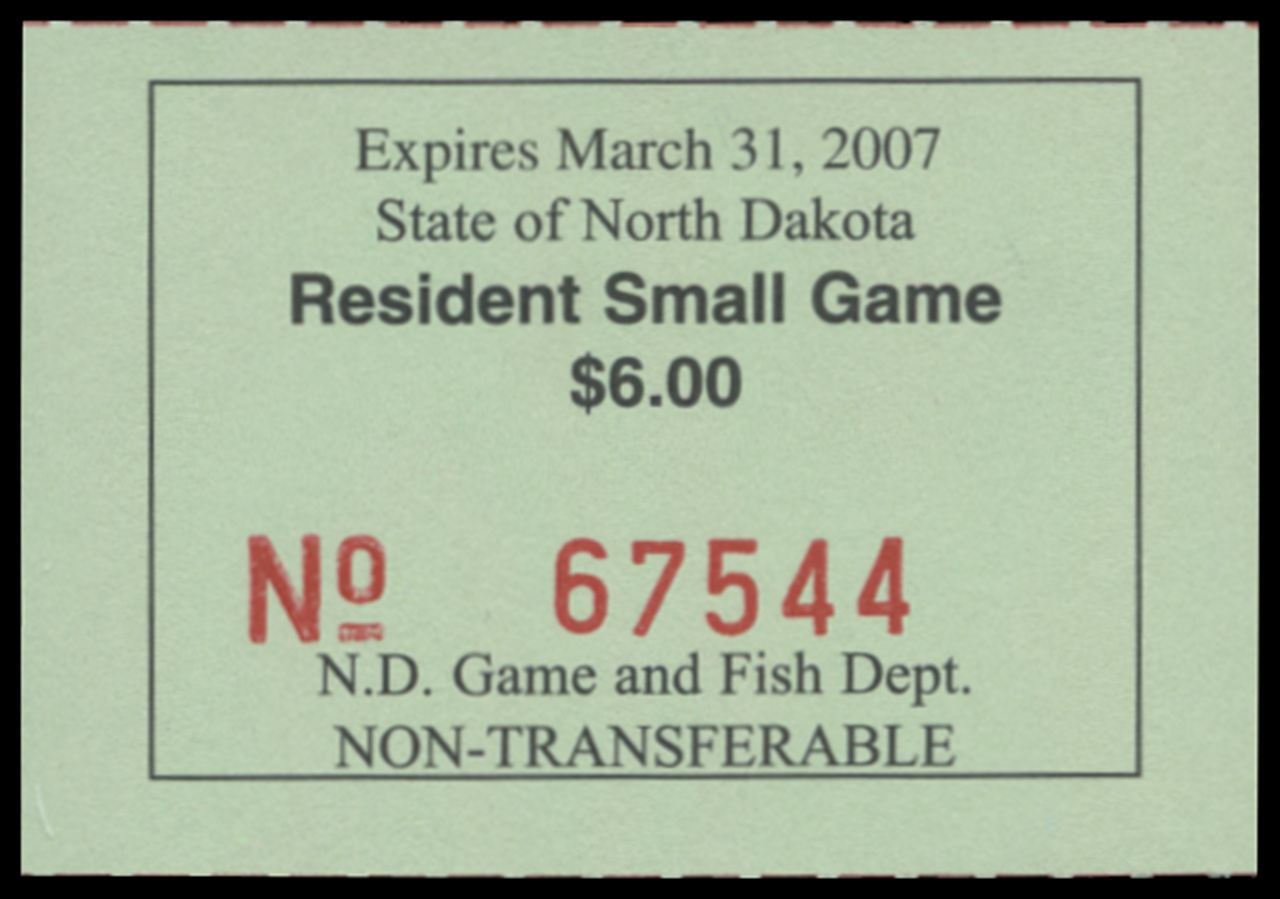 Expires March 31, 2007
State of North Dakota
Resident Small Game
$6.00
Nº 67544
N.D. Game and Fish Dept.
NON-TRANSFERABLE